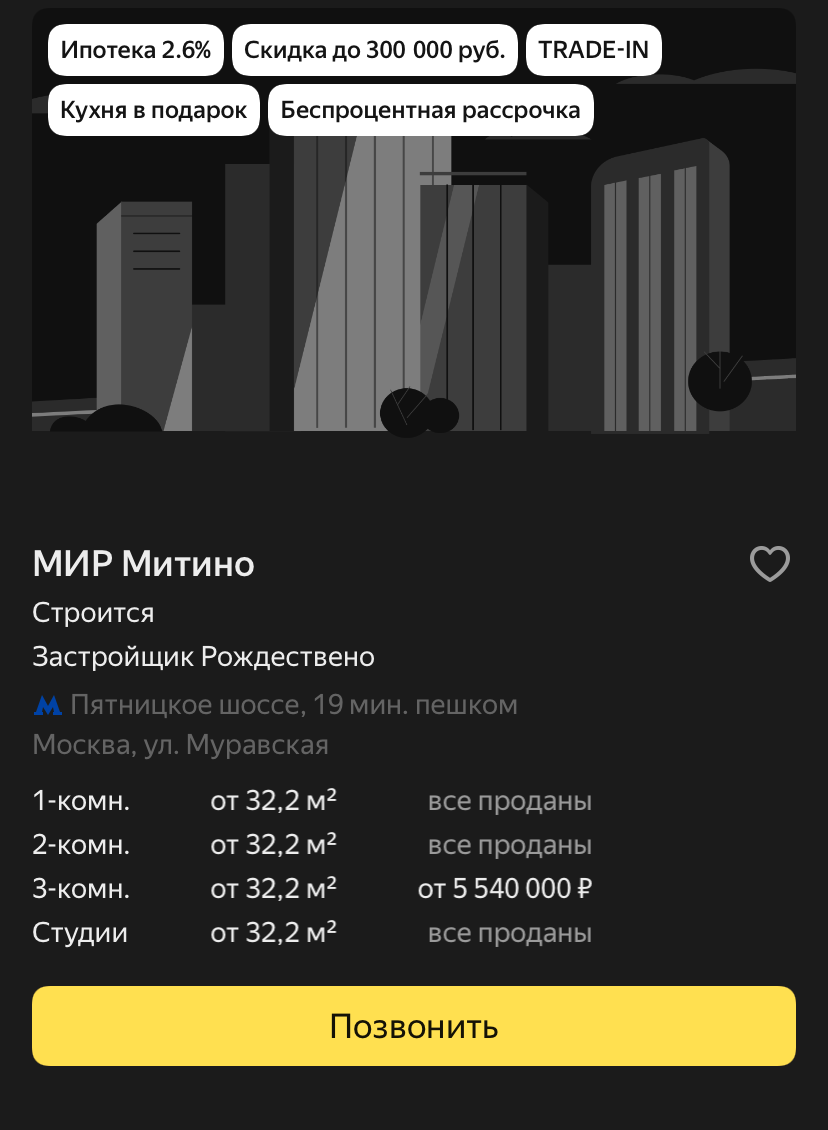 Ипотека 2.6% Скидка до 300 000 руб. TRADE-IN
Кухня в подарок Беспроцентная рассрочка
МИР Митино
Строится
Застройщик Рождествено
Пятницкое шоссе, 19 мин. пешком
Москва, ул. Муравская
1-комн. от 32,2 м² все проданы
2-комн. от 32,2 м² все проданы
3-комн. от 32,2 м² от 5 540 000 ₽
Студии от 32,2 м² все проданы
Позвонить